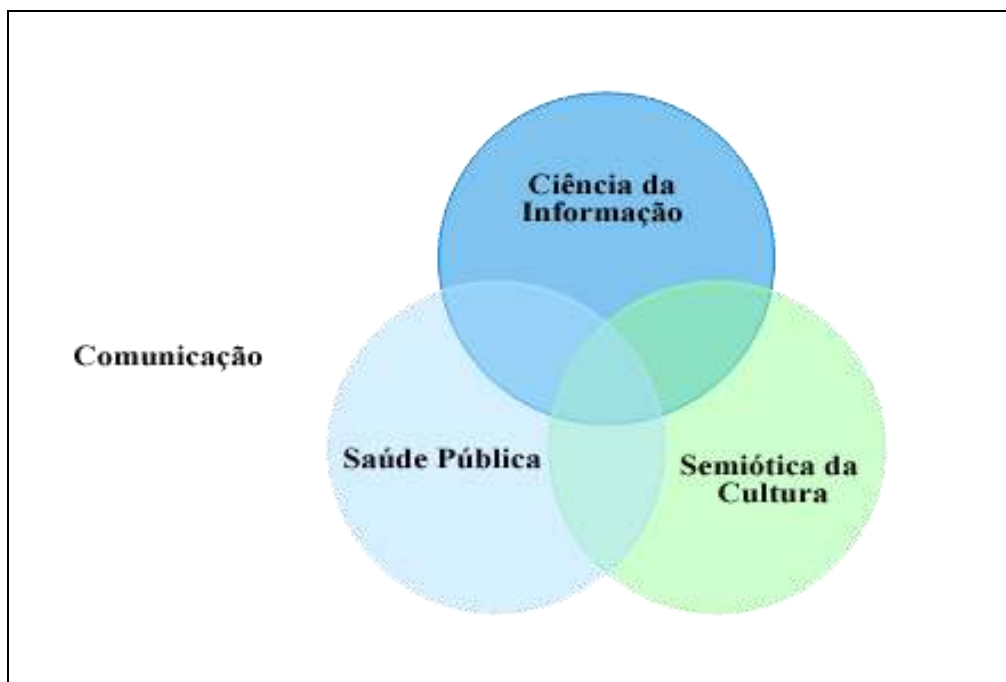 Ciência da
Informação
Comunicação
Saúde Pública
Semiótica da
Cultura